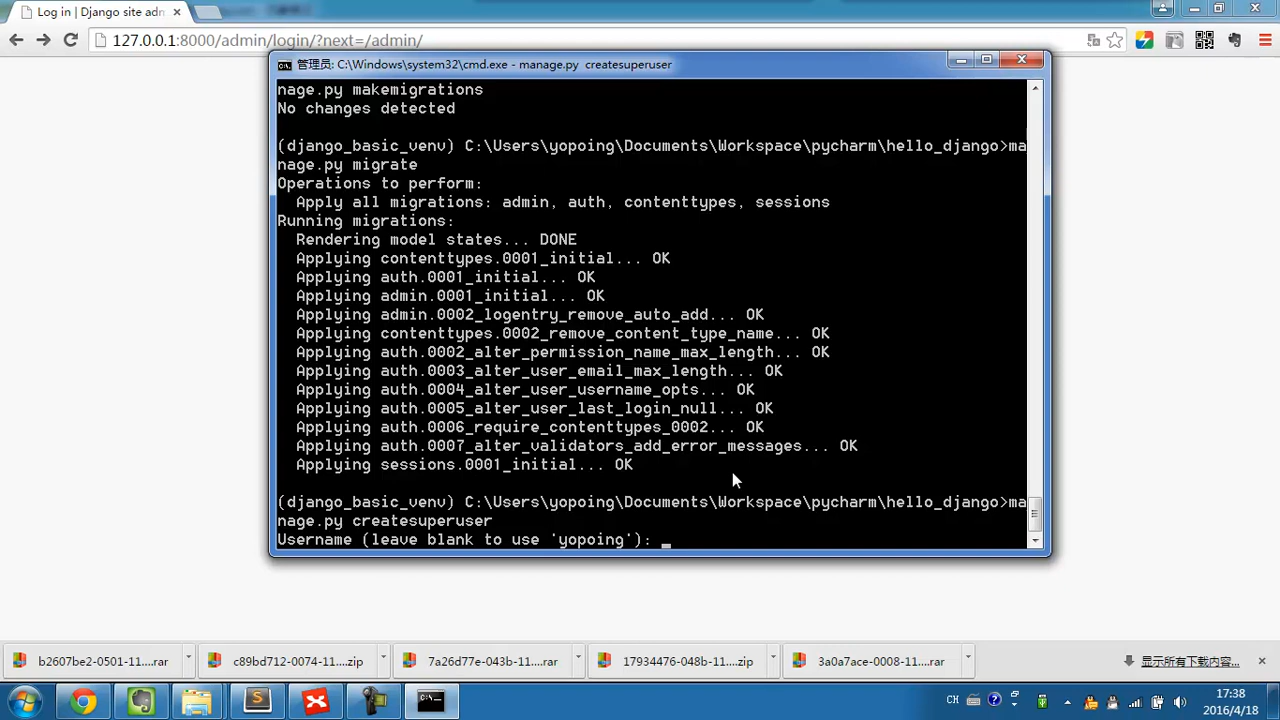 Log in | Django site adn
127.0.0.1:8000/admin/login/?next=/admin/
管理员: C:\Windows\system32\cmd.exe - manage.py  createsuperuser
nage.py makemigrations
No changes detected
(django_basic_venv) C:\Users\yopoing\Documents\Workspace\pycharm\hello_django>ma
nage.py migrate
Operations to perform:
  Apply all migrations: admin, auth, contenttypes, sessions
Running migrations:
  Rendering model states... DONE
  Applying contenttypes.0001_initial... OK
  Applying auth.0001_initial... OK
  Applying admin.0001_initial... OK
  Applying admin.0002_logentry_remove_auto_add... OK
  Applying contenttypes.0002_remove_content_type_name... OK
  Applying auth.0002_alter_permission_name_max_length... OK
  Applying auth.0003_alter_user_email_max_length... OK
  Applying auth.0004_alter_user_username_opts... OK
  Applying auth.0005_alter_user_last_login_null... OK
  Applying auth.0006_require_contenttypes_0002... OK
  Applying auth.0007_alter_validators_add_error_messages... OK
  Applying sessions.0001_initial... OK
(django_basic_venv) C:\Users\yopoing\Documents\Workspace\pycharm\hello_django>ma
nage.py createsuperuser
Username (leave blank to use 'yopoing'): _
b2607be2-0501-11....rar
c89bd712-0074-11....zip
7a26d77e-043b-11....rar
17934476-048b-11....zip
3a0a7ace-0008-11....rar
显示所有下载内容...
CH
17:38
2016/4/18